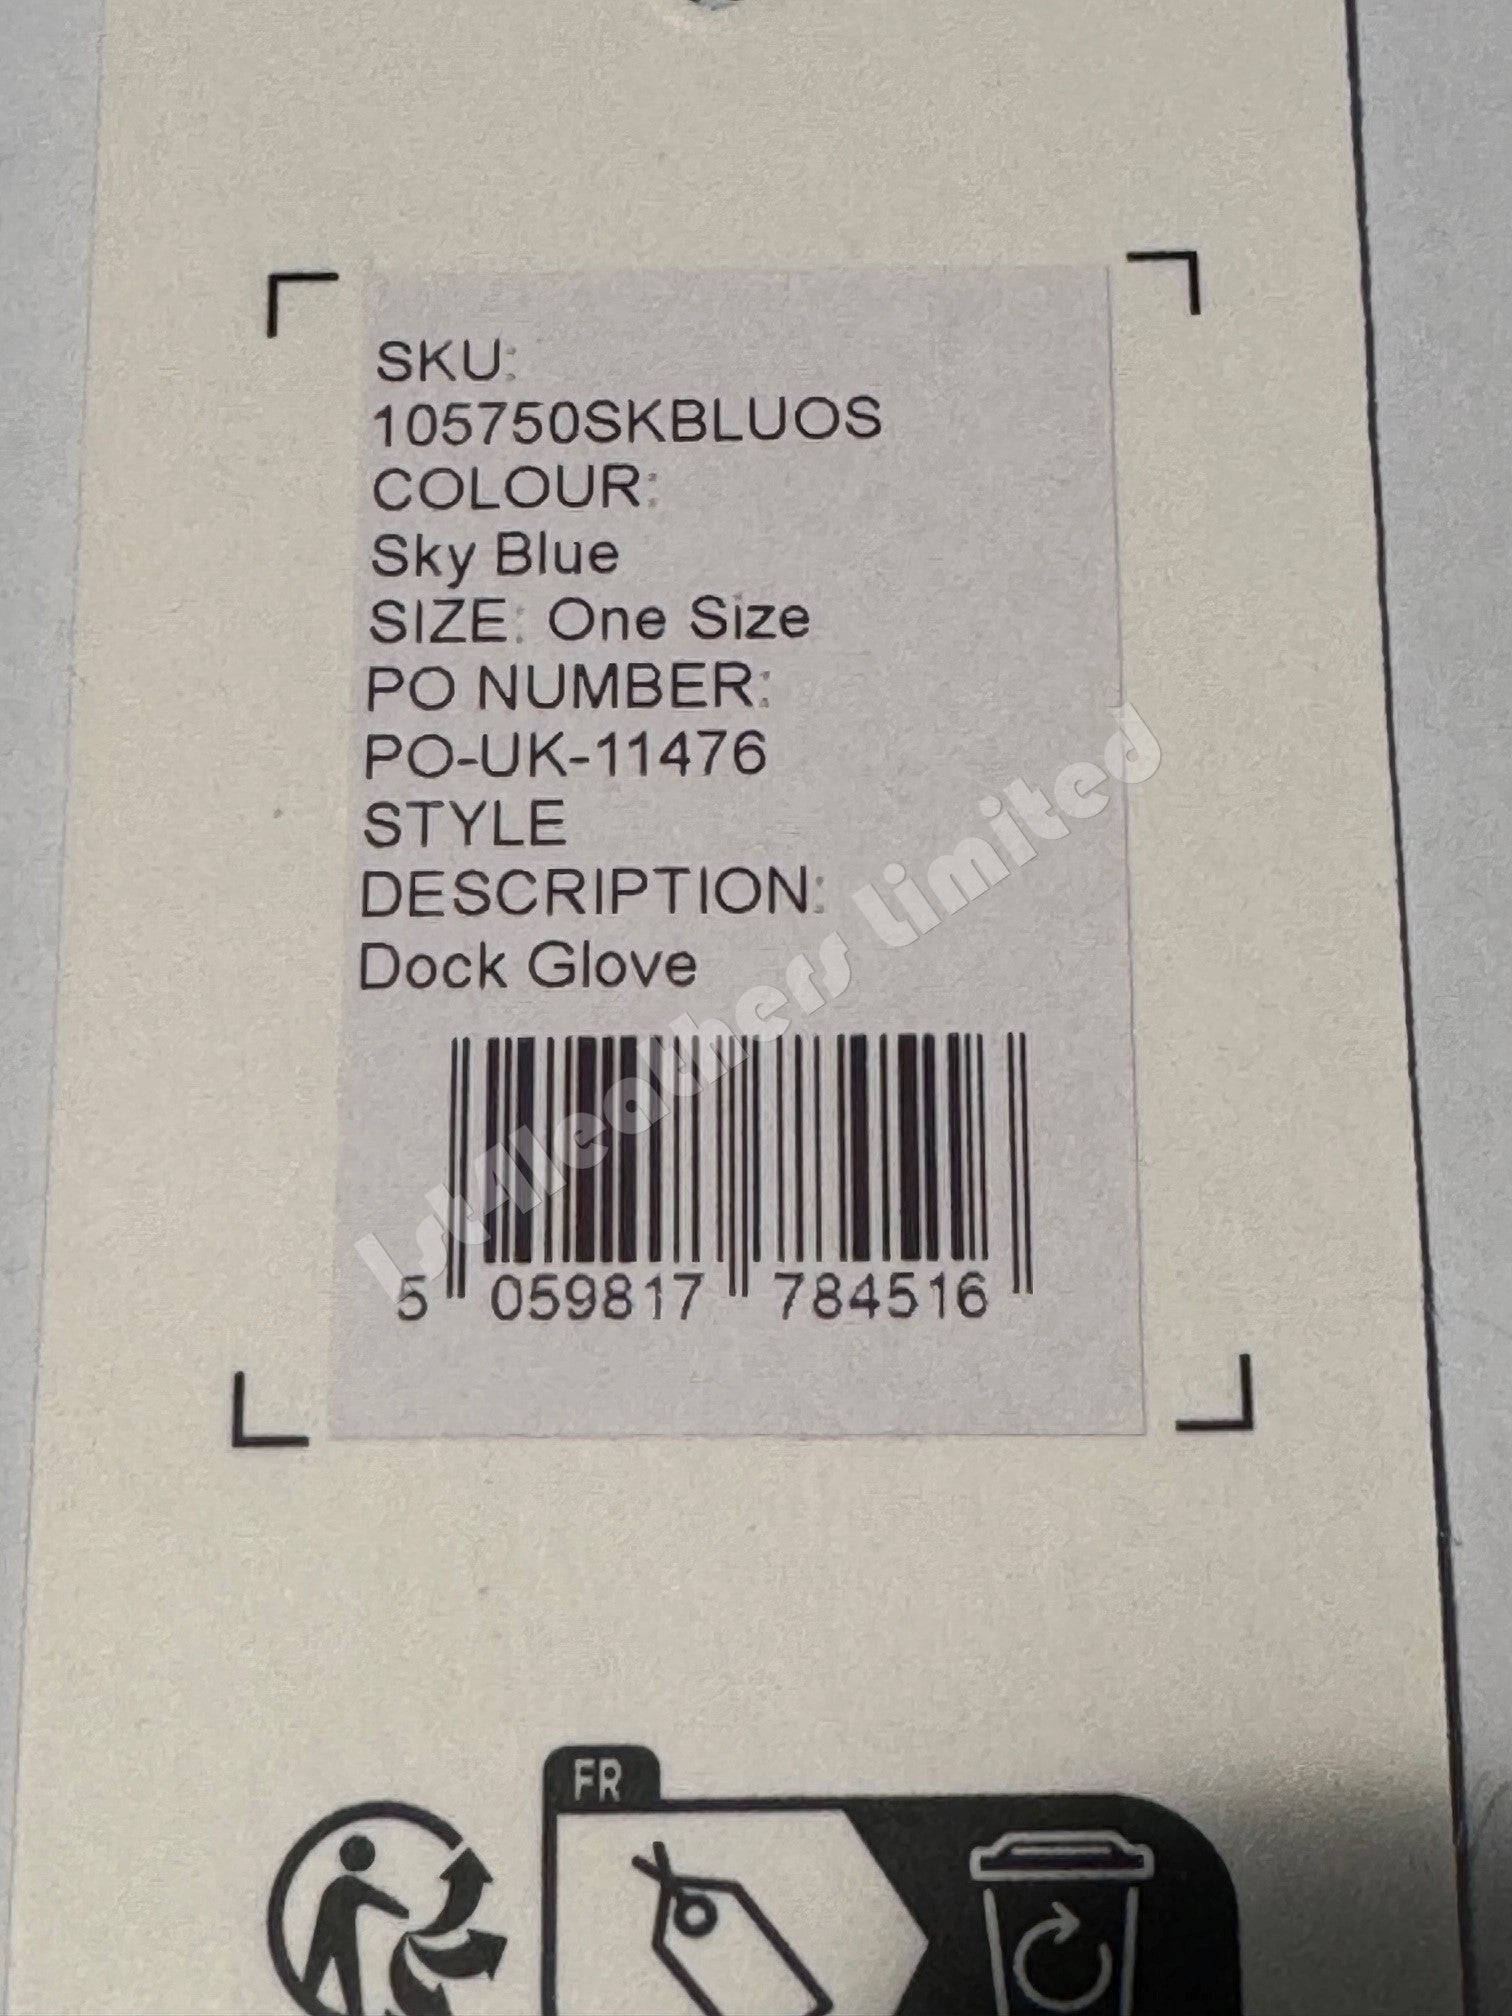 SKU:
105750SKBLUOS
COLOUR:
Sky Blue
SIZE: One Size
PO NUMBER:
PO-UK-11476
STYLE
DESCRIPTION:
Dock Glove
1st4leathers limited
5 059817 784516
FR